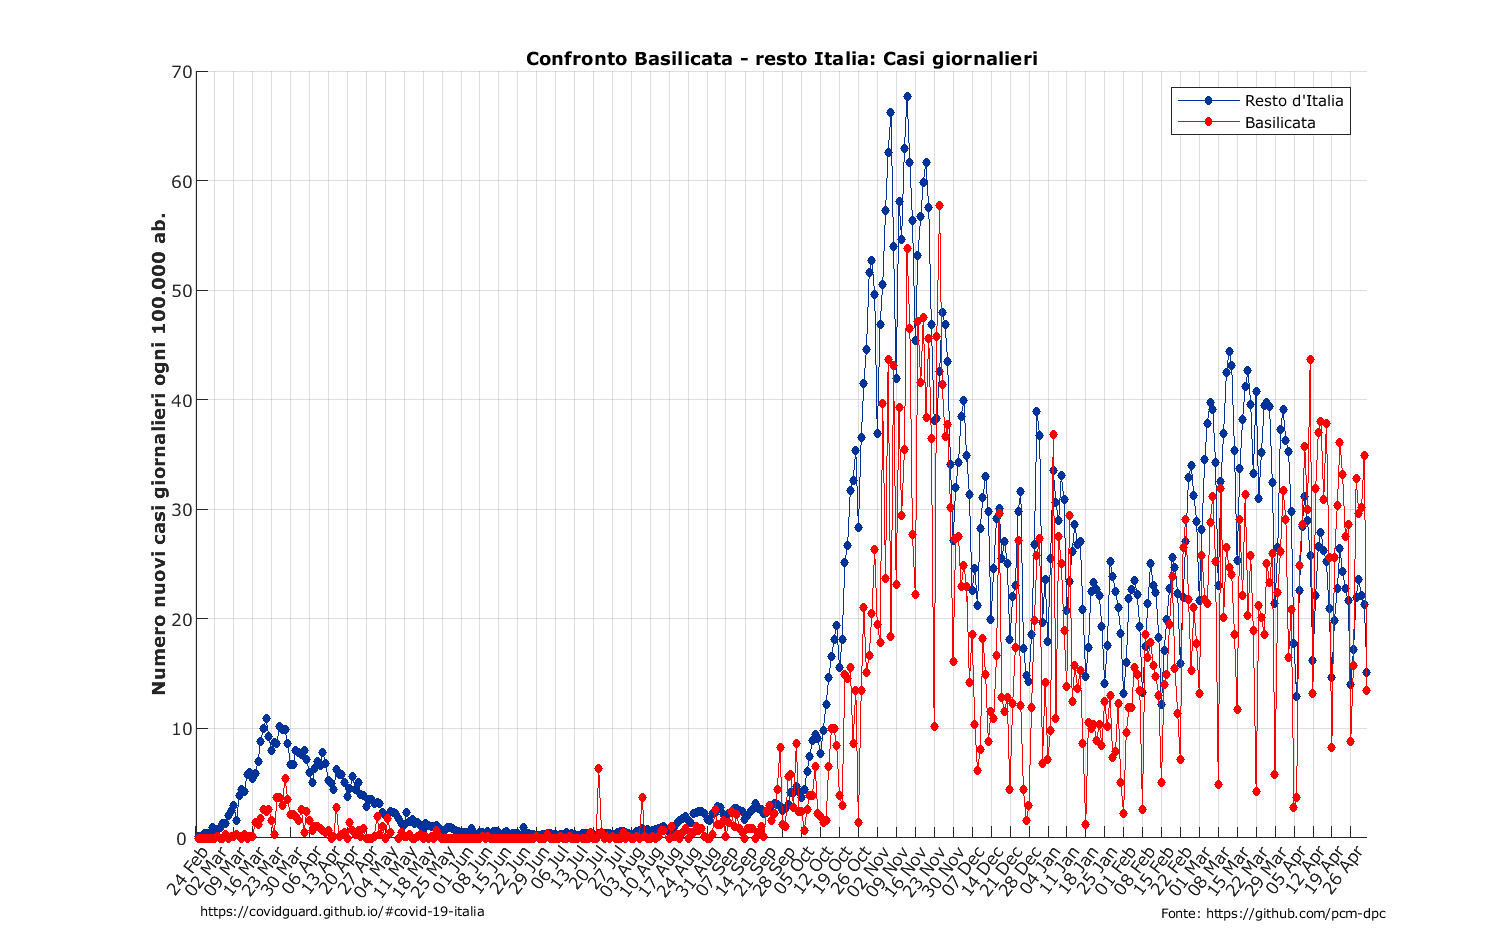 Confronto Basilicata - resto Italia: Casi giornalieri
Resto d'Italia
Basilicata
Numero nuovi casi giornalieri ogni 100.000 ab.
70
60
50
40
30
20
10
0
24 Feb
02 Mar
09 Mar
16 Mar
23 Mar
30 Mar
06 Apr
13 Apr
20 Apr
27 Apr
04 May
11 May
18 May
25 May
01 Jun
08 Jun
15 Jun
22 Jun
29 Jun
06 Jul
13 Jul
20 Jul
27 Jul
03 Aug
10 Aug
17 Aug
24 Aug
31 Aug
07 Sep
14 Sep
21 Sep
28 Sep
05 Oct
12 Oct
19 Oct
26 Oct
02 Nov
09 Nov
16 Nov
23 Nov
30 Nov
07 Dec
14 Dec
21 Dec
28 Dec
04 Jan
11 Jan
18 Jan
25 Jan
01 Feb
08 Feb
15 Feb
22 Feb
01 Mar
08 Mar
15 Mar
22 Mar
29 Mar
05 Apr
12 Apr
19 Apr
26 Apr
https://covidguard.github.io/#covid-19-italia
Fonte: https://github.com/pcm-dpc